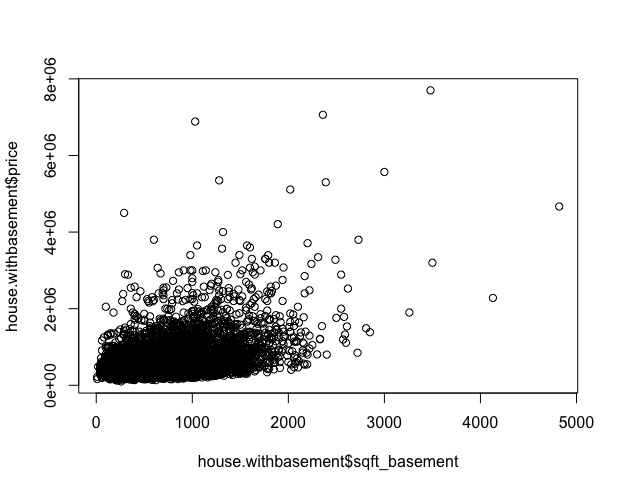 8e+06
6e+06
4e+06
2e+06
0e+00
house.withbasement$price
0 1000 2000 3000 4000 5000
house.withbasement$sqft_basement